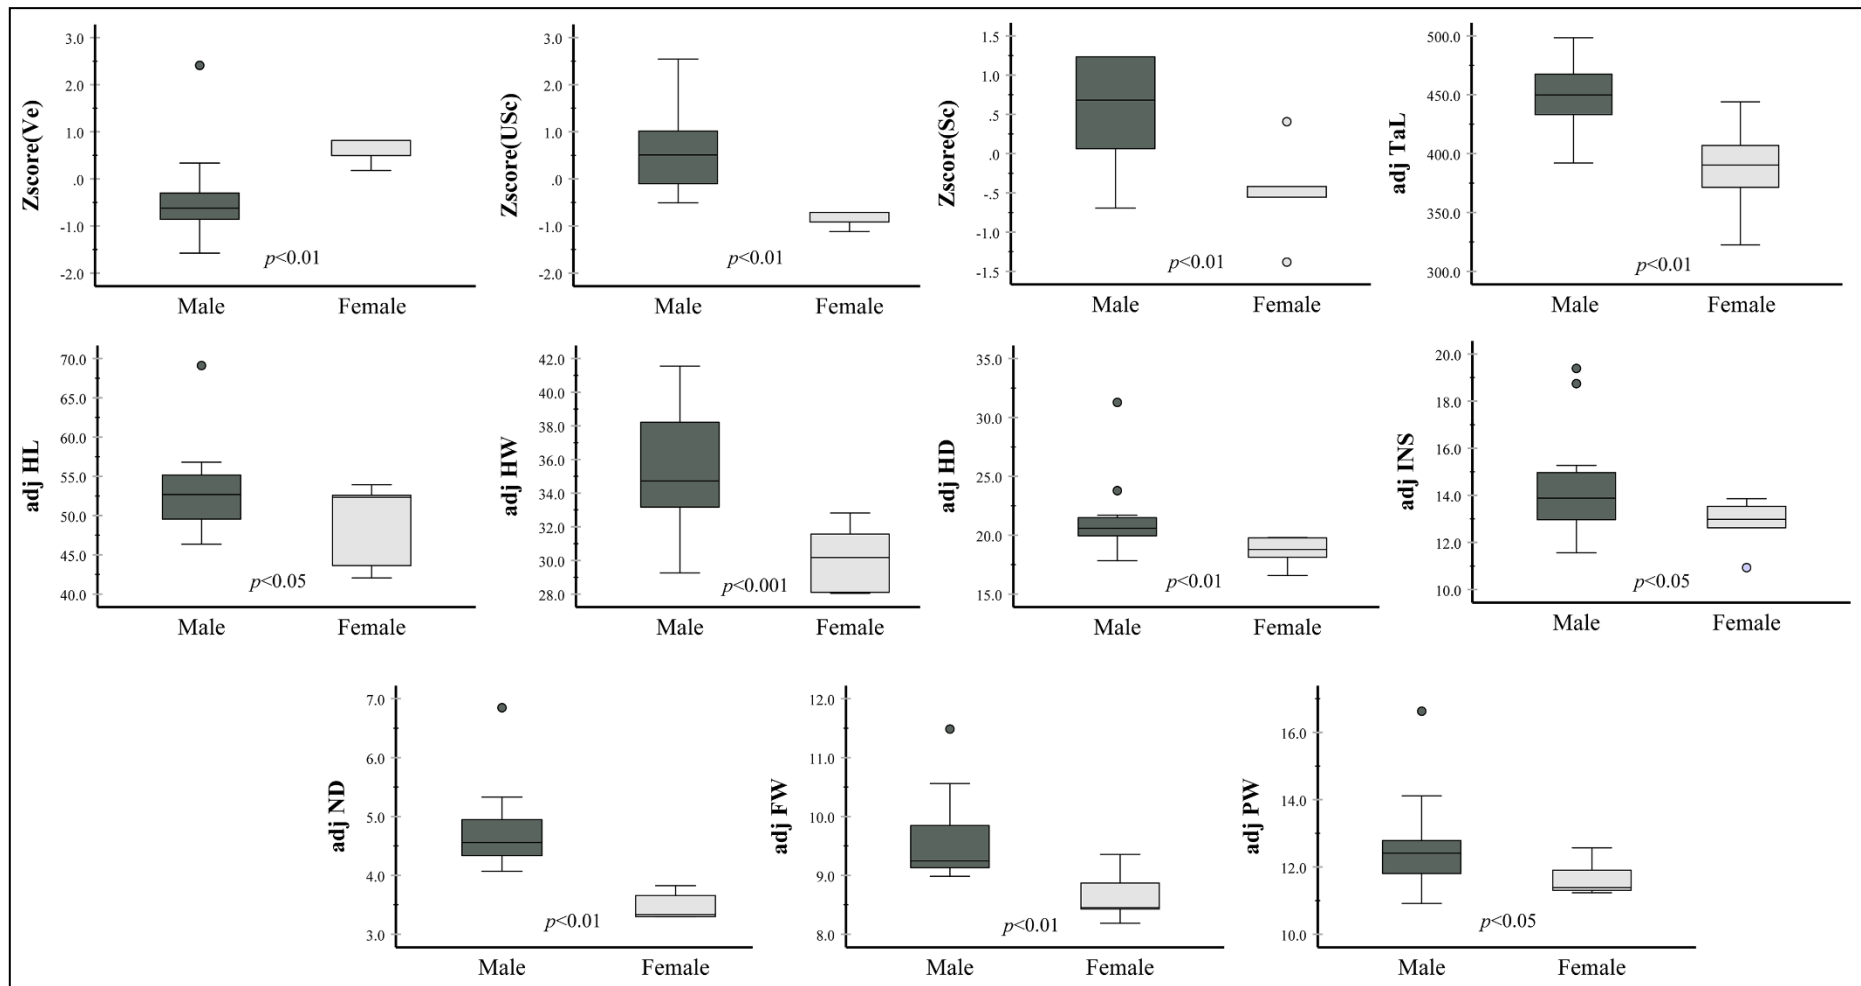 Zscore(Ve)
3.0
2.0
1.0
.0
-1.0
-2.0
p<0.01
Male Female
Zscore(USc)
3.0
2.0
1.0
.0
-1.0
-2.0
p<0.01
Male Female
Zscore(Sc)
1.5
1.0
.5
.0
-.5
-1.0
-1.5
p<0.01
Male Female
adj TaL
500.0
450.0
400.0
350.0
300.0
p<0.01
Male Female
adj HL
70.0
65.0
60.0
55.0
50.0
45.0
40.0
p<0.05
Male Female
adj HW
42.0
40.0
38.0
36.0
34.0
32.0
30.0
28.0
p<0.001
Male Female
adj HD
35.0
30.0
25.0
20.0
15.0
p<0.01
Male Female
adj INS
20.0
18.0
16.0
14.0
12.0
10.0
p<0.05
Male Female
adj ND
7.0
6.0
5.0
4.0
3.0
p<0.01
Male Female
adj FW
12.0
11.0
10.0
9.0
8.0
p<0.01
Male Female
adj PW
16.0
14.0
12.0
10.0
p<0.05
Male Female